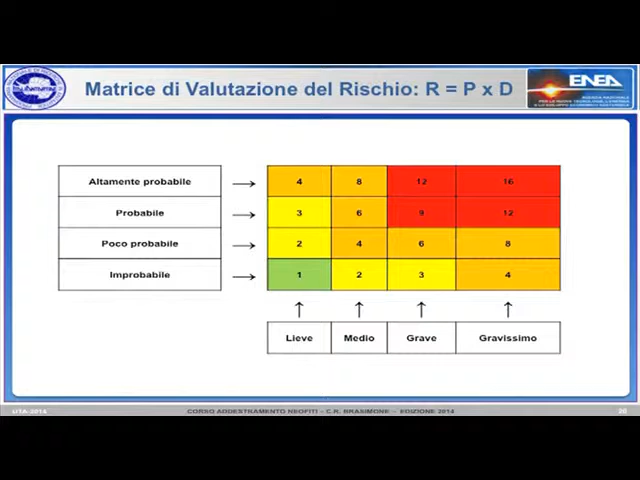 Matrice di Valutazione del Rischio: R = P x D
ENEA
Altamente probabile → 4 8 12 16
Probabile → 3 6 9 12
Poco probabile → 2 4 6 8
Improbabile → 1 2 3 4
↑ ↑ ↑ ↑
Lieve Medio Grave Gravissimo
UTA-2014 CORSO ADDESTRAMENTO NEOFITI – C.R. BRASIMONE – EDIZIONE 2014 26